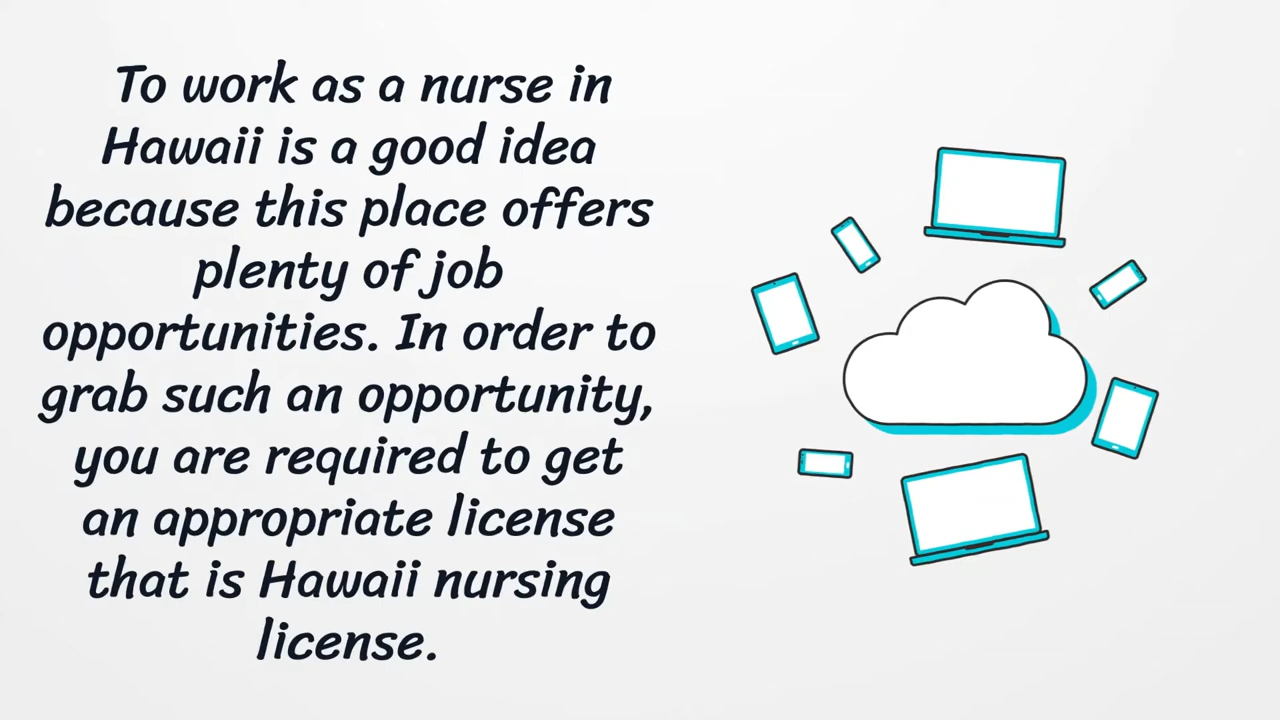 To work as a nurse in
Hawaii is a good idea
because this place offers
plenty of job
opportunities. In order to
grab such an opportunity,
you are required to get
an appropriate license
that is Hawaii nursing
license.